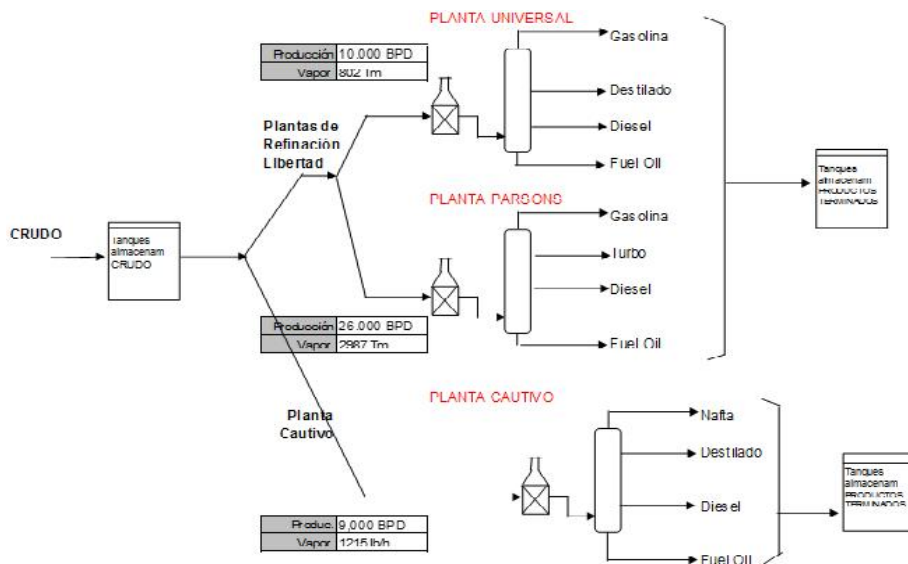 PLANTA UNIVERSAL
Gasolina
Producción 10.000 BPD
Vapor 802 Tm
Destilado
Plantas de
Refinación
Libertad
Diesel
Fuel Oil
Tanques
almacenam
PRODUCTOS
TERMINADOS
PLANTA PARSONS
Gasolina
CRUDO
Tanques
almacenam
CRUDO
Turbo
Diesel
Producción 26.000 BPD
Vapor 2987 Tm
Fuel Oil
PLANTA CAUTIVO
Planta
Cautivo
Nafta
Destilado
Tanques
almacenam
PRODUCTOS
TERMINADOS
Diesel
Produc. 9,000 BPD
Vapor 1215 lb/h
Fuel Oil